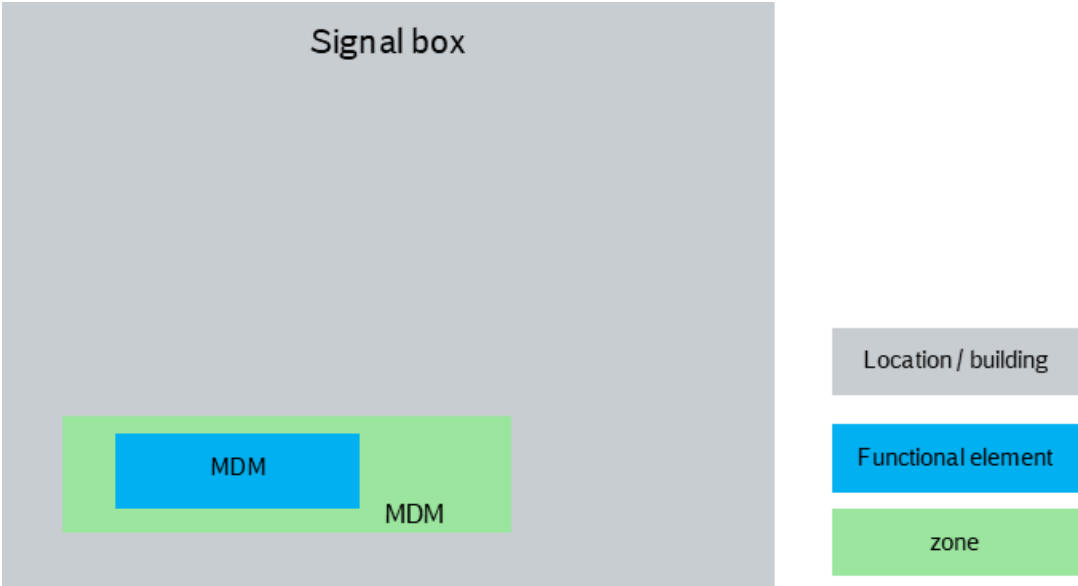 Signal box
Location / building
Functional element
MDM
MDM
zone